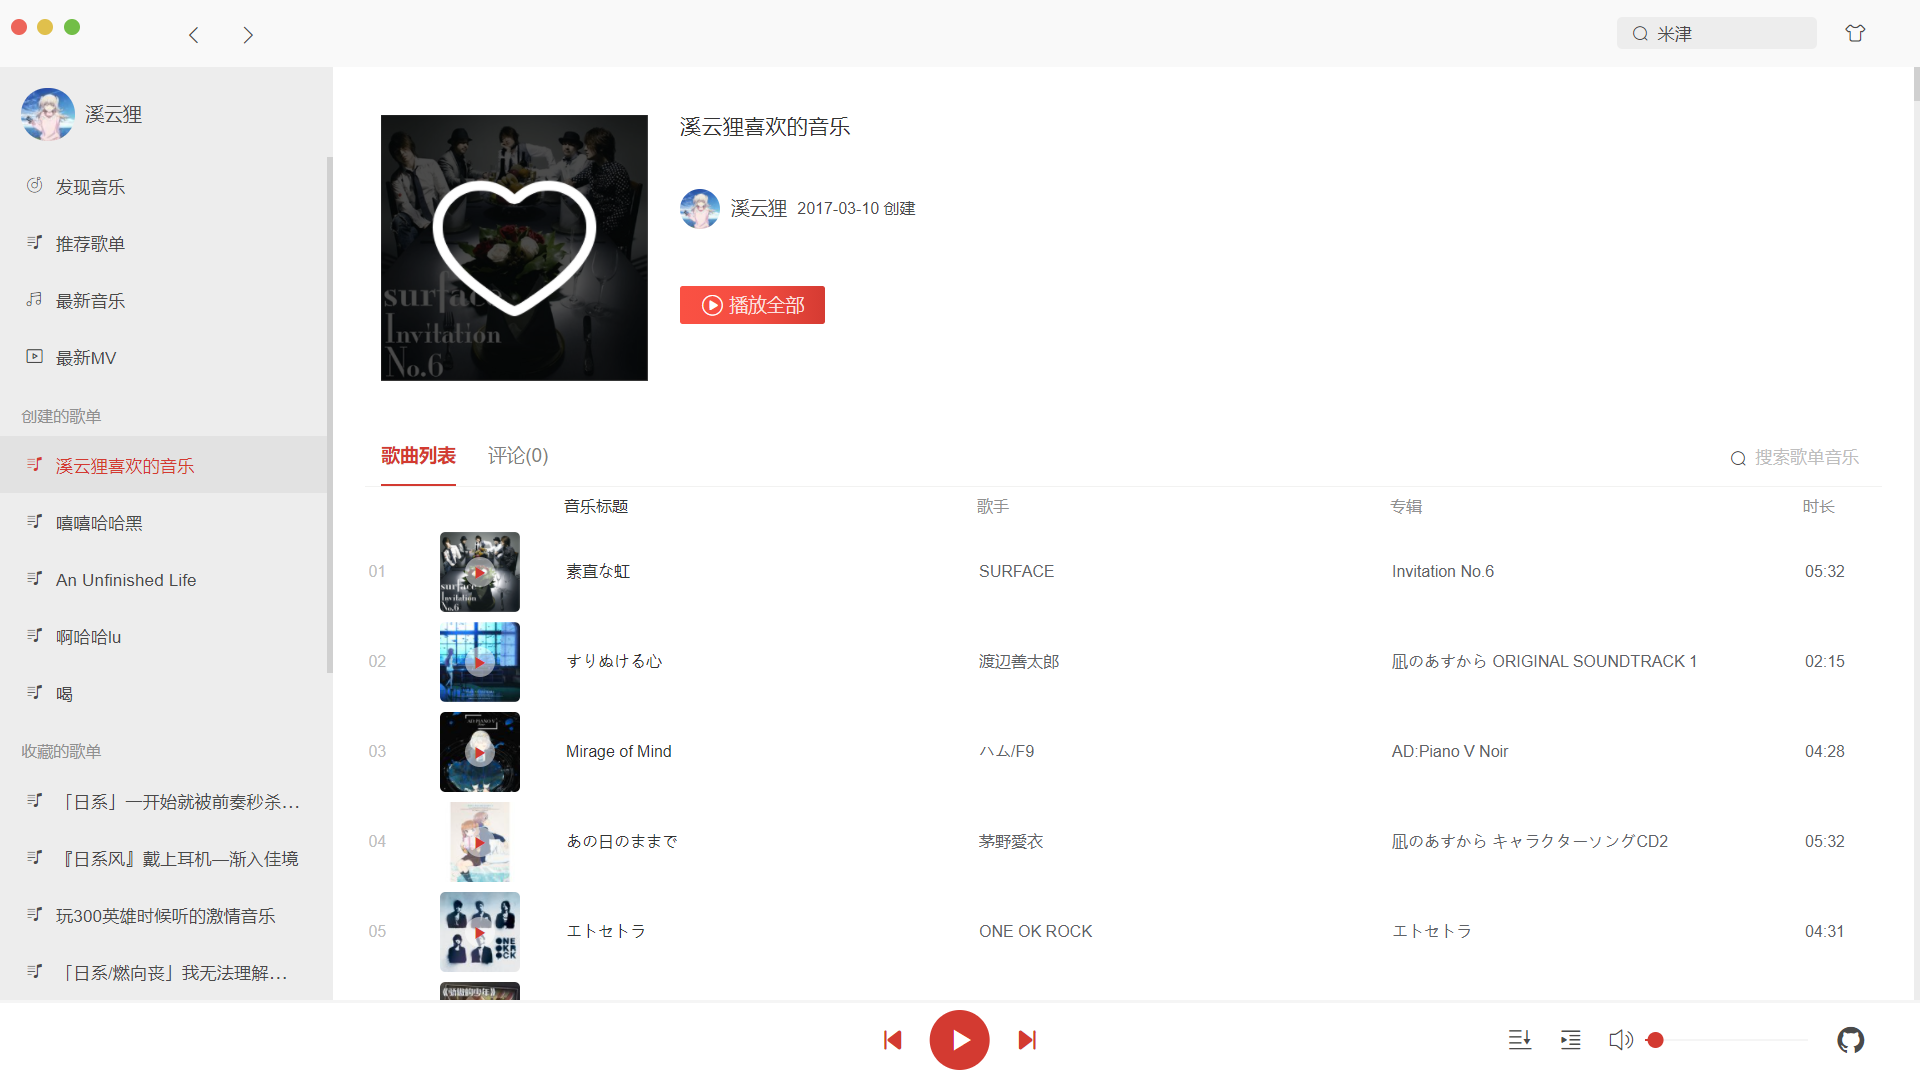 米津
溪云狸
发现音乐
推荐歌单
最新音乐
最新MV
创建的歌单
溪云狸喜欢的音乐
嘻嘻哈哈黑
An Unfinished Life
啊哈哈lu
喝
收藏的歌单
「日系」一开始就被前奏秒杀…
『日系风』戴上耳机—渐入佳境
玩300英雄时候听的激情音乐
「日系/燃向丧」我无法理解…
surface
Invitation
No.6
溪云狸喜欢的音乐
溪云狸 2017-03-10 创建
播放全部
歌曲列表 评论(0) 搜索歌单音乐
音乐标题 歌手 专辑 时长
01 素直な虹 SURFACE Invitation No.6 05:32
02 すりぬける心 渡辺善太郎 凪のあすから ORIGINAL SOUNDTRACK 1 02:15
03 Mirage of Mind ハム/F9 AD:Piano V Noir 04:28
04 あの日のままで 茅野愛衣 凪のあすから キャラクターソングCD2 05:32
05 エトセトラ ONE OK ROCK エトセトラ 04:31